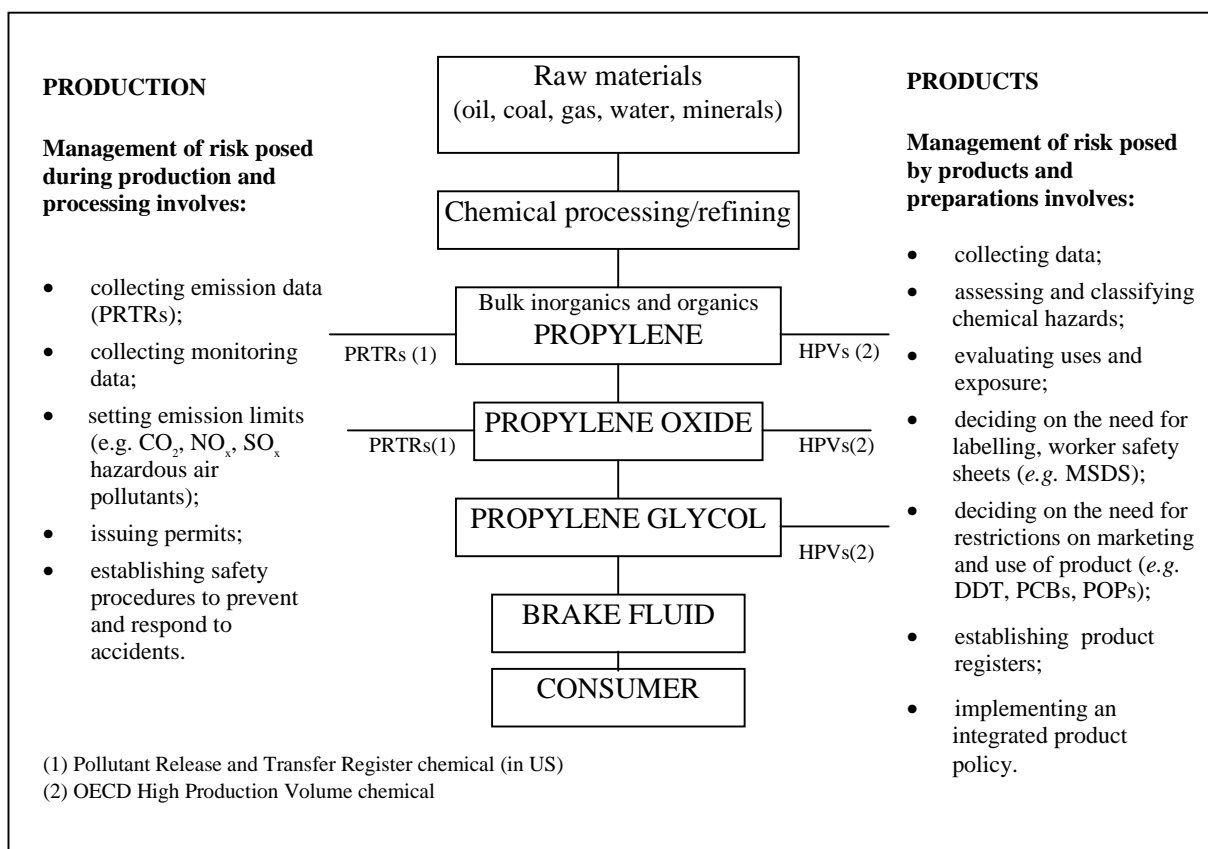 PRODUCTION
Management of risk posed
during production and
processing involves:
• collecting emission data
(PRTRs);
• collecting monitoring
data;
• setting emission limits
(e.g. CO₂, NOₓ, SOₓ
hazardous air
pollutants);
• issuing permits;
• establishing safety
procedures to prevent
and respond to
accidents.
Raw materials
(oil, coal, gas, water, minerals)
Chemical processing/refining
Bulk inorganics and organics
PROPYLENE
PRTRs (1)
HPVs (2)
PROPYLENE OXIDE
PRTRs(1)
HPVs(2)
PROPYLENE GLYCOL
HPVs(2)
BRAKE FLUID
CONSUMER
PRODUCTS
Management of risk posed
by products and
preparations involves:
• collecting data;
• assessing and classifying
chemical hazards;
• evaluating uses and
exposure;
• deciding on the need for
labelling, worker safety
sheets (e.g. MSDS);
• deciding on the need for
restrictions on marketing
and use of product (e.g.
DDT, PCBs, POPs);
• establishing product
registers;
• implementing an
integrated product
policy.
(1) Pollutant Release and Transfer Register chemical (in US)
(2) OECD High Production Volume chemical